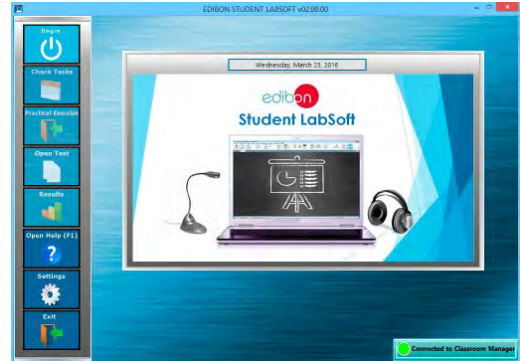 EDIBON STUDENT LABSOFT v02.00.00
Begin
Check Tasks
Practical Exercise
Open Test
Results
Open Help (F1)
Settings
Exit
Wednesday, March 23, 2016
edibon
Student LabSoft
Connected to Classroom Manager